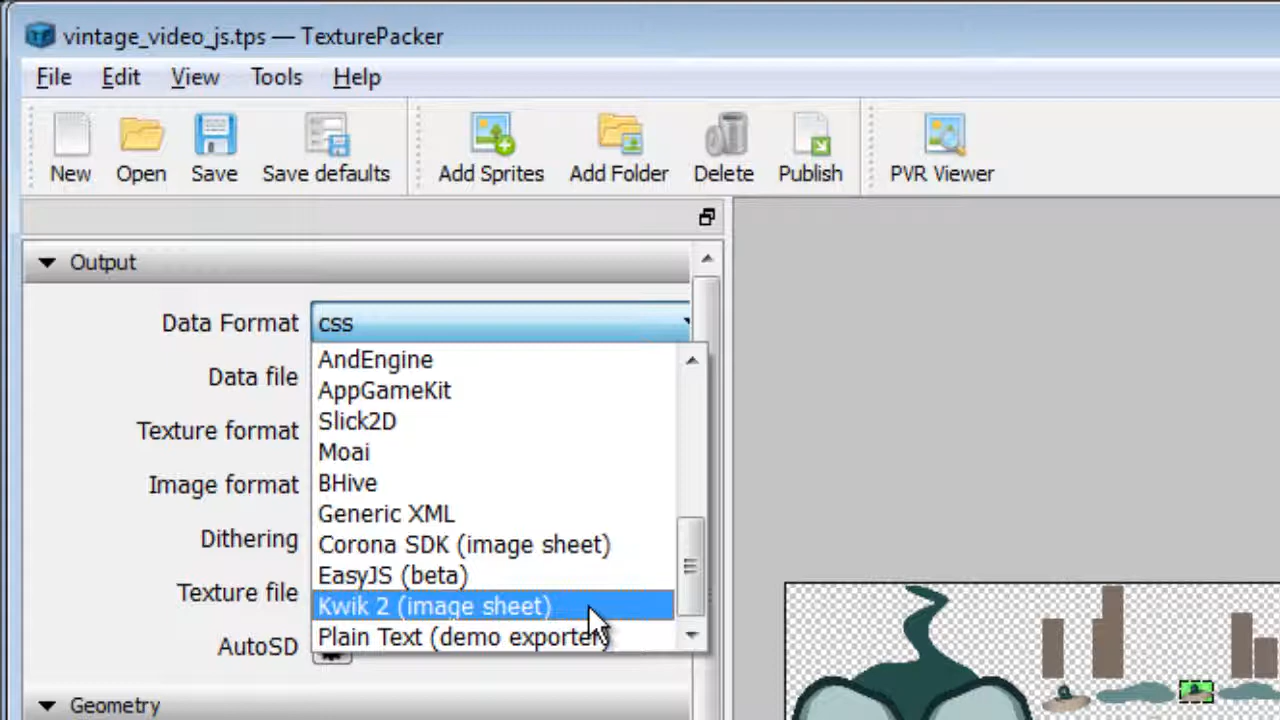 vintage_video_js.tps — TexturePacker
File Edit View Tools Help
New Open Save Save defaults Add Sprites Add Folder Delete Publish PVR Viewer
Output
Data Format css
AndEngine
Data file
AppGameKit
Slick2D
Texture format
Moai
Image format
BHive
Generic XML
Dithering
Corona SDK (image sheet)
EasyJS (beta)
Texture file
Kwik 2 (image sheet)
Plain Text (demo exporter)
AutoSD
Geometry